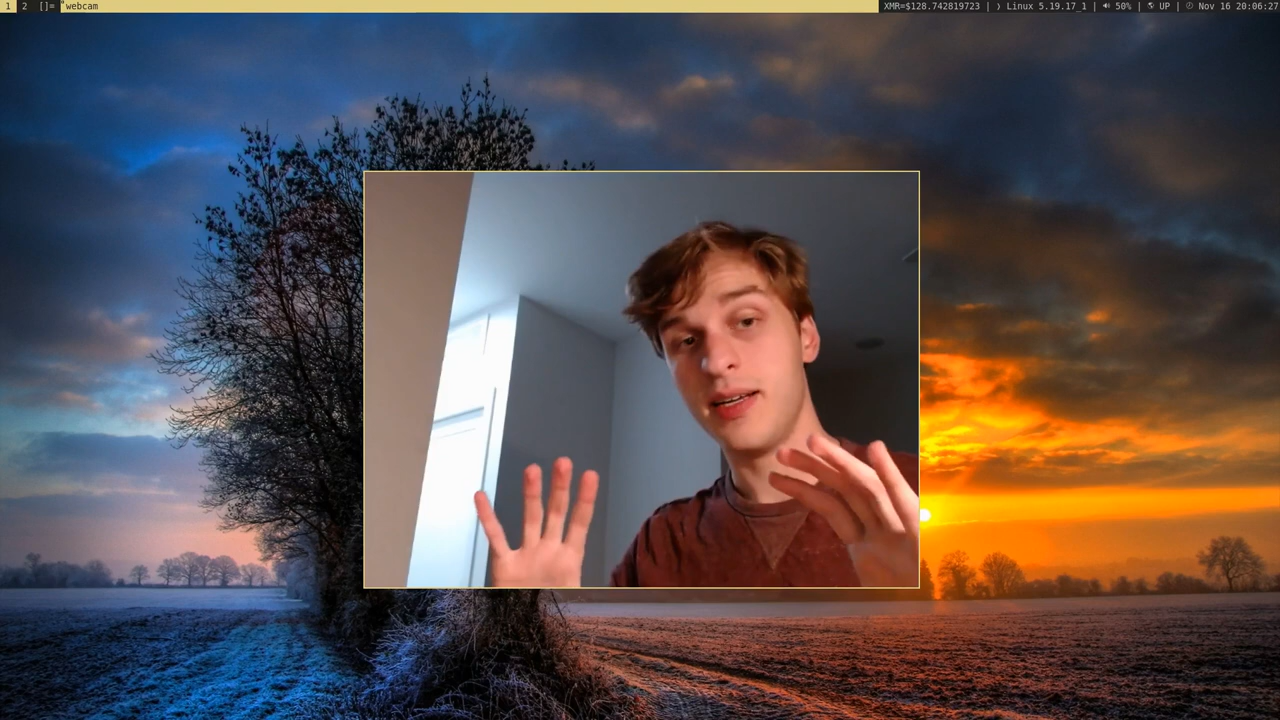 1 2 []= webcam XMR=$128.742819723 | Linux 5.19.17_1 | 50% | UP | Nov 16 20:06:27